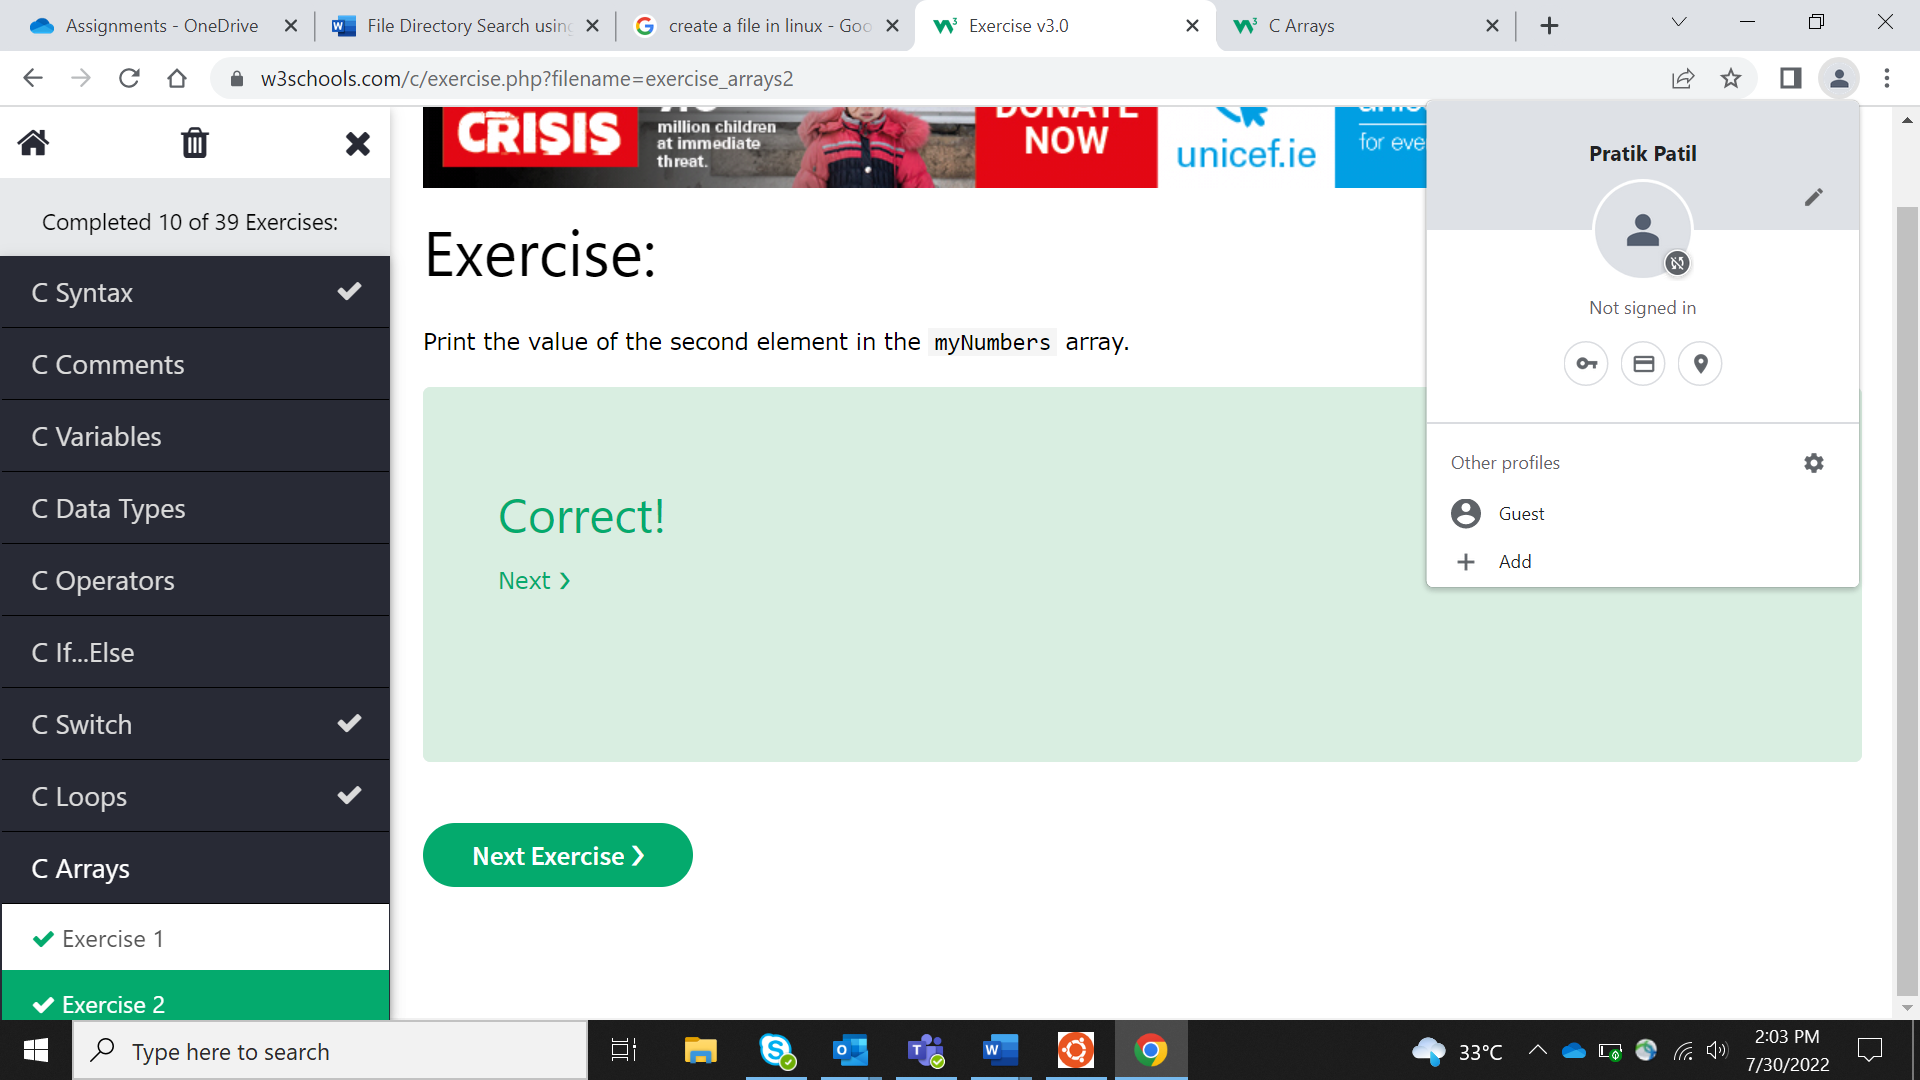 Assignments - OneDrive
File Directory Search using
create a file in linux - Goo
Exercise v3.0
C Arrays
w3schools.com/c/exercise.php?filename=exercise_arrays2
Completed 10 of 39 Exercises:
C Syntax
C Comments
C Variables
C Data Types
C Operators
C If...Else
C Switch
C Loops
C Arrays
Exercise 1
Exercise 2
CRISIS
million children
at immediate
threat.
DONATE
NOW
unicef.ie
for eve
Exercise:
Print the value of the second element in the myNumbers array.
Correct!
Next ❯
Next Exercise ❯
Pratik Patil
Not signed in
Other profiles
Guest
Add
Type here to search
33°C
2:03 PM
7/30/2022